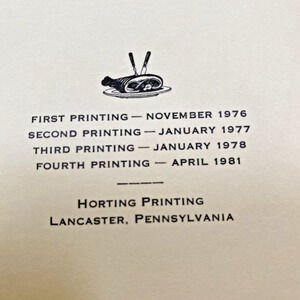 FIRST PRINTING — NOVEMBER 1976
SECOND PRINTING — JANUARY 1977
THIRD PRINTING — JANUARY 1978
FOURTH PRINTING — APRIL 1981
HORTING PRINTING
LANCASTER, PENNSYLVANIA